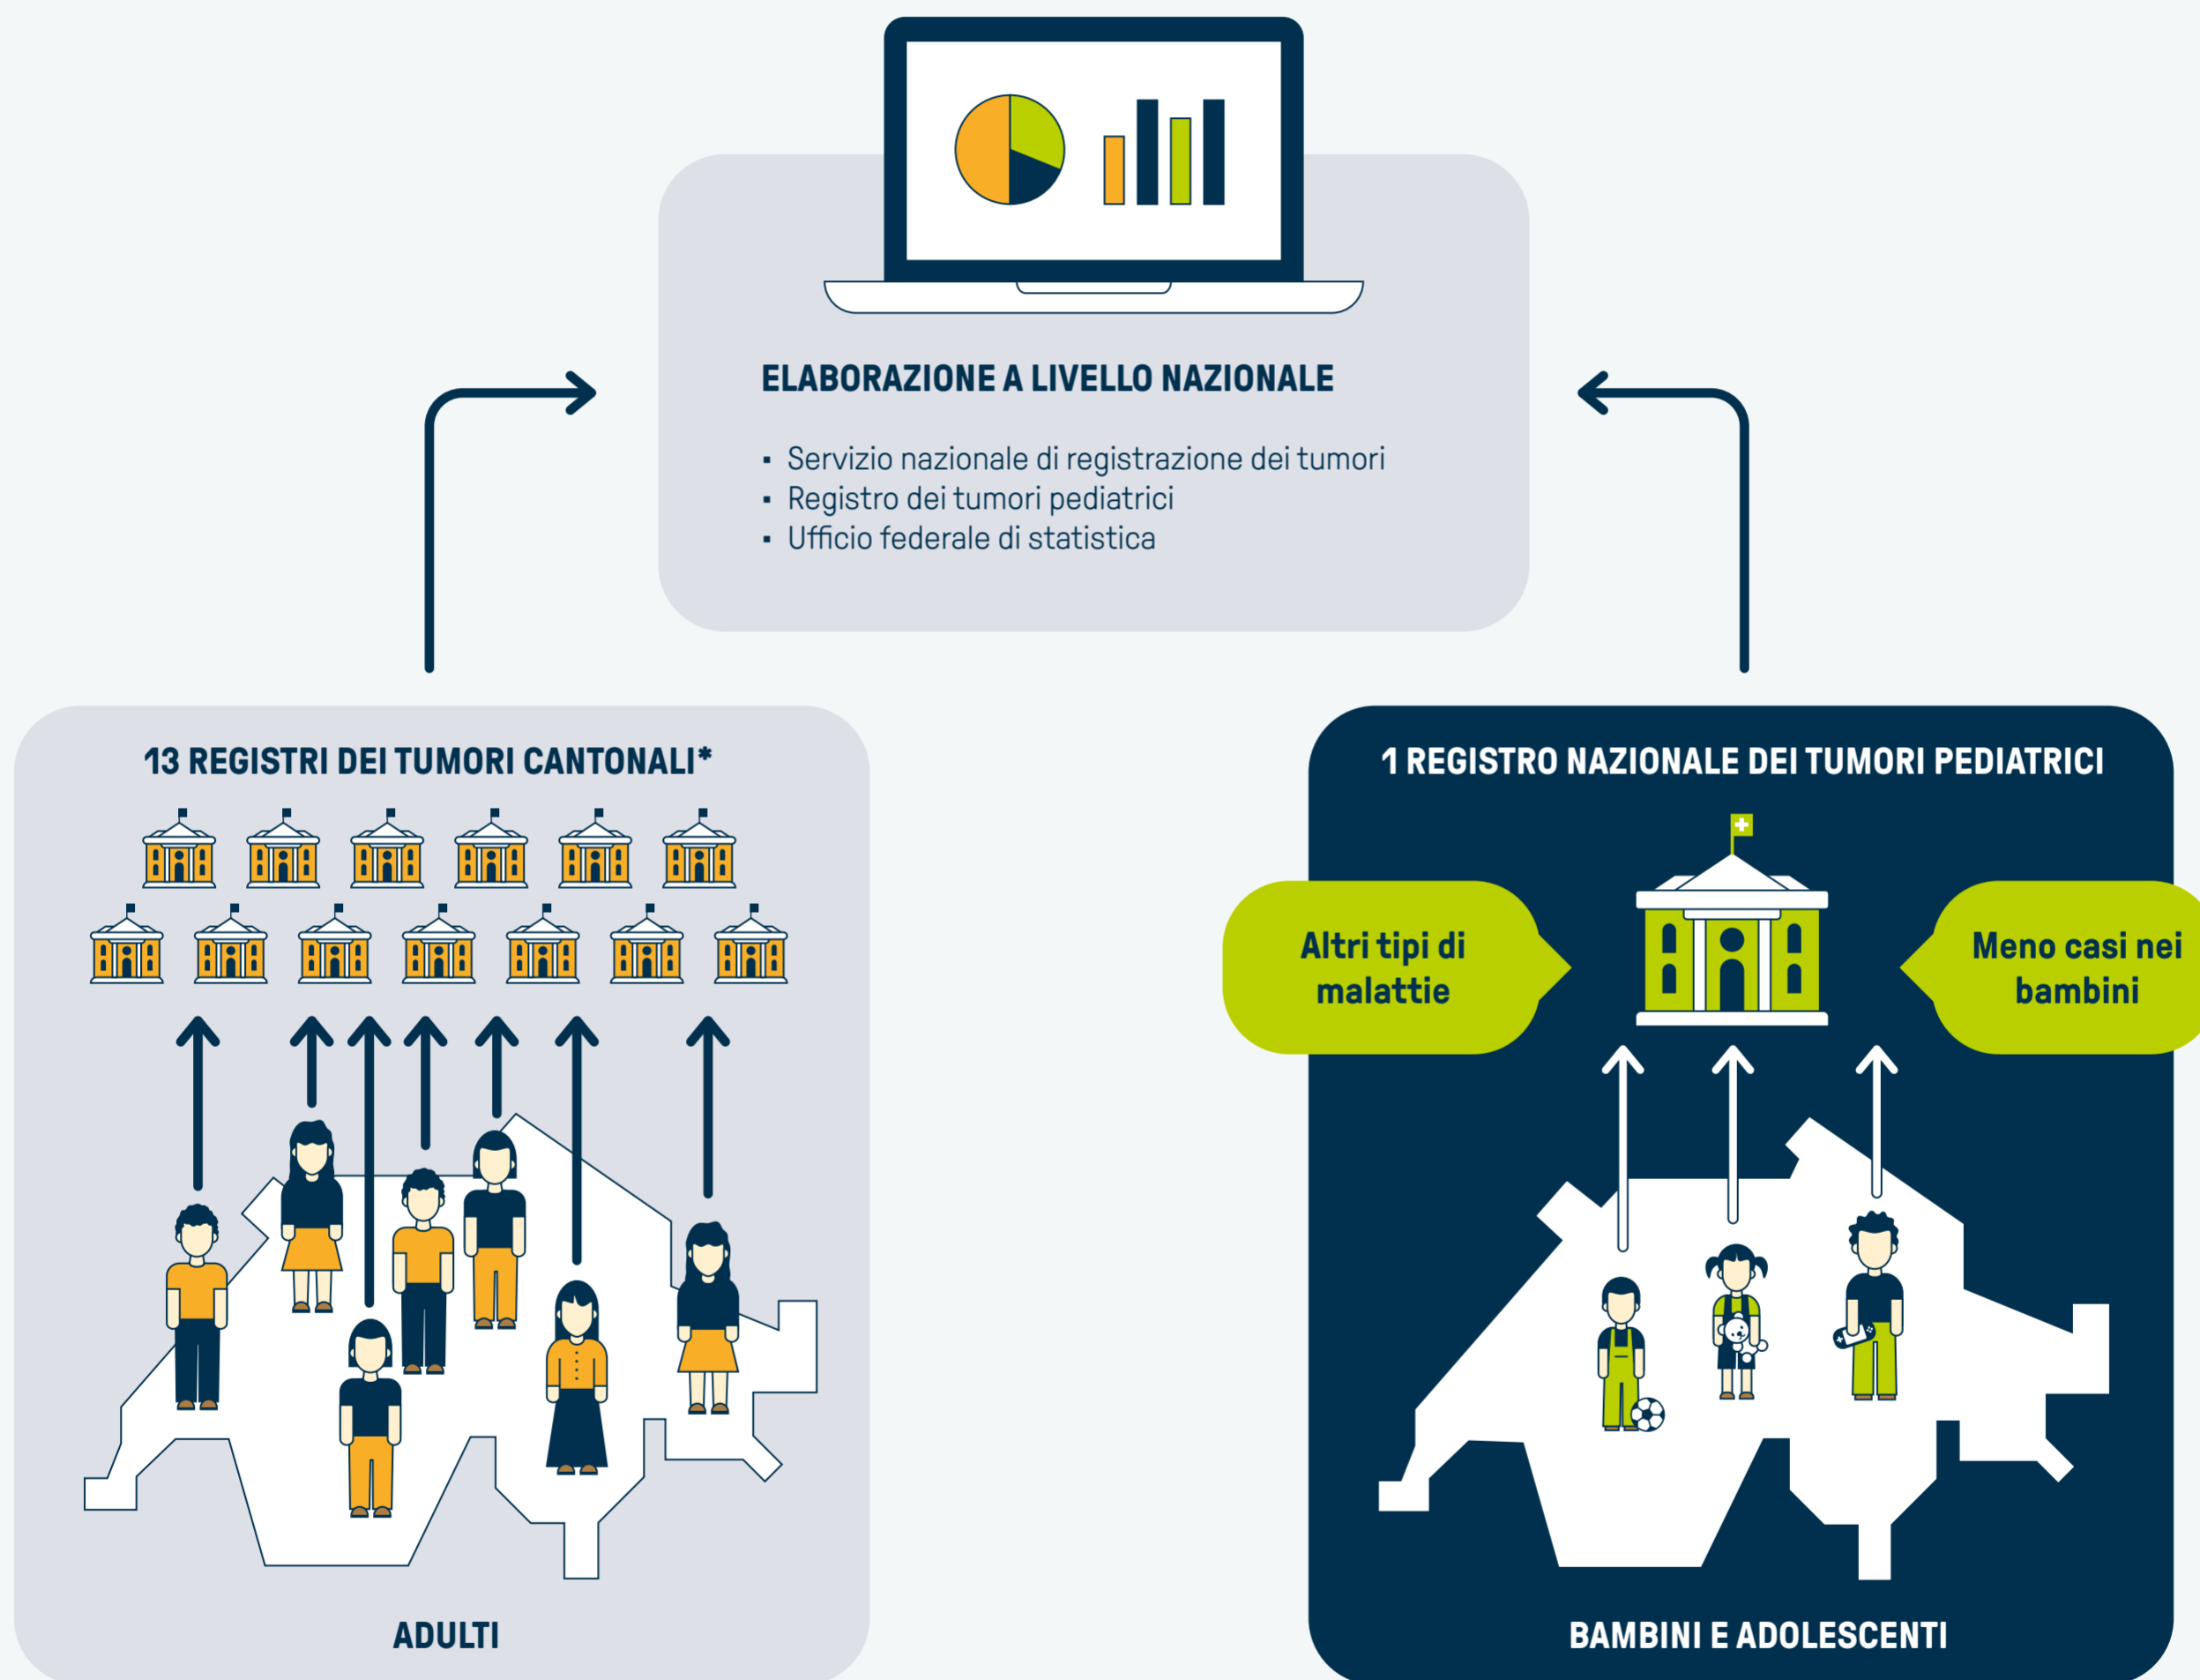 ELABORAZIONE A LIVELLO NAZIONALE
▪ Servizio nazionale di registrazione dei tumori
▪ Registro dei tumori pediatrici
▪ Ufficio federale di statistica
13 REGISTRI DEI TUMORI CANTONALI*
ADULTI
1 REGISTRO NAZIONALE DEI TUMORI PEDIATRICI
Altri tipi di
malattie
Meno casi nei
bambini
BAMBINI E ADOLESCENTI